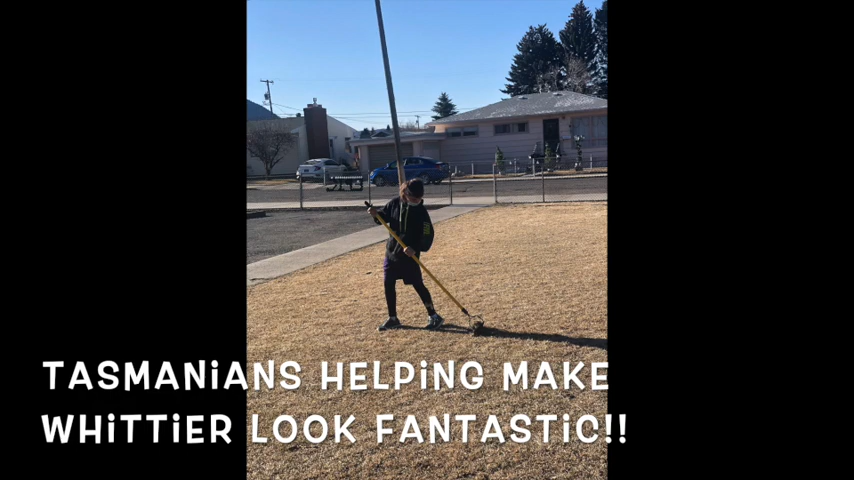 TASMANIANS HELPING MAKE
WHITTIER LOOK FANTASTIC!!